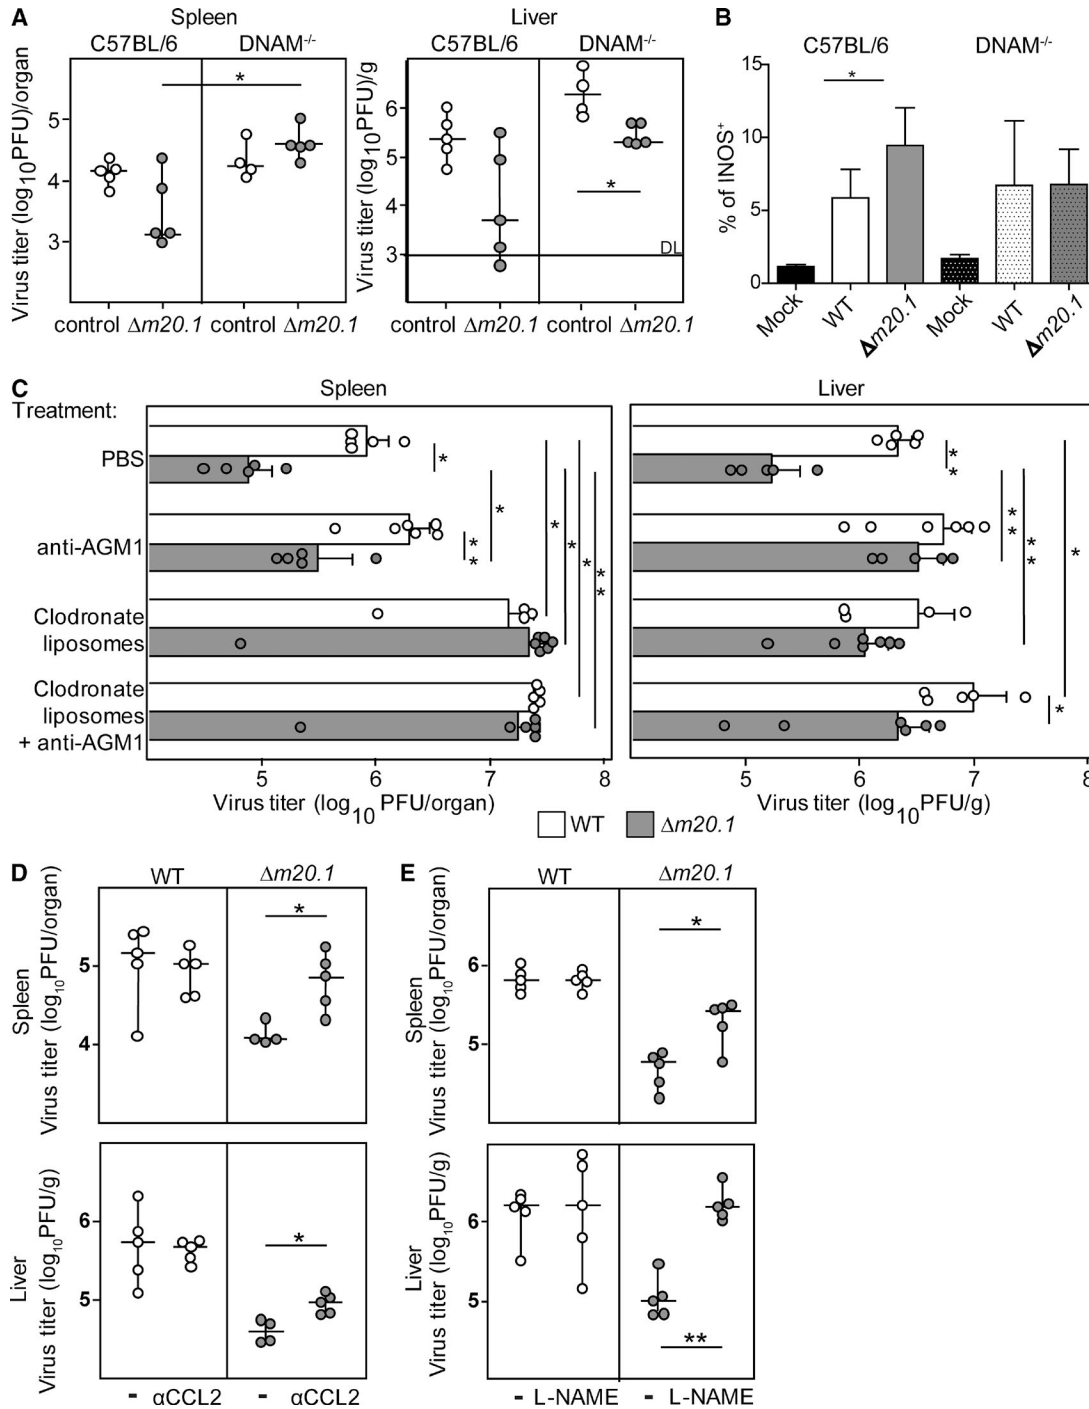 A
Spleen
Liver
C57BL/6
DNAM-/-
C57BL/6
DNAM-/-
Virus titer (log10PFU)/organ
5
4
3
*
control Δm20.1 control Δm20.1
Virus titer (log10PFU)/g
6
5
4
3
*
DL
control Δm20.1 control Δm20.1
B
C57BL/6
DNAM-/-
% of INOS+
15
10
5
0
*
Mock
WT
Δm20.1
Mock
WT
Δm20.1
C
Spleen
Liver
Treatment:
PBS
anti-AGM1
Clodronate
liposomes
Clodronate
liposomes
+ anti-AGM1
*
**
*
*
*
*
**
**
**
**
*
*
5
6
7
8
Virus titer (log10PFU/organ)
5
6
7
8
Virus titer (log10PFU/g)
WT
Δm20.1
D
WT
Δm20.1
Spleen
Virus titer (log10PFU/organ)
5
4
*
Liver
Virus titer (log10PFU/g)
6
5
*
- αCCL2 - αCCL2
E
WT
Δm20.1
Spleen
Virus titer (log10PFU/organ)
6
5
*
Liver
Virus titer (log10PFU/g)
6
5
**
- L-NAME - L-NAME